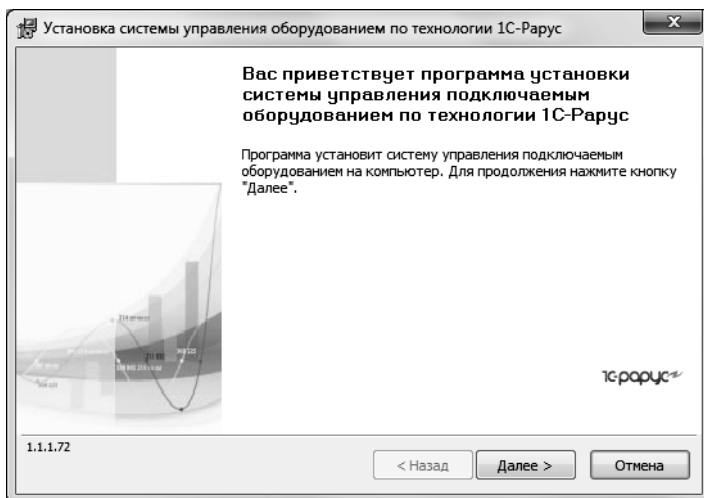 Установка системы управления оборудованием по технологии 1С-Рарус
Вас приветствует программа установки
системы управления подключаемым
оборудованием по технологии 1С-Рарус
Программа установит систему управления подключаемым
оборудованием на компьютер. Для продолжения нажмите кнопку
"Далее".
1С-рарус
1.1.1.72
< Назад
Далее >
Отмена